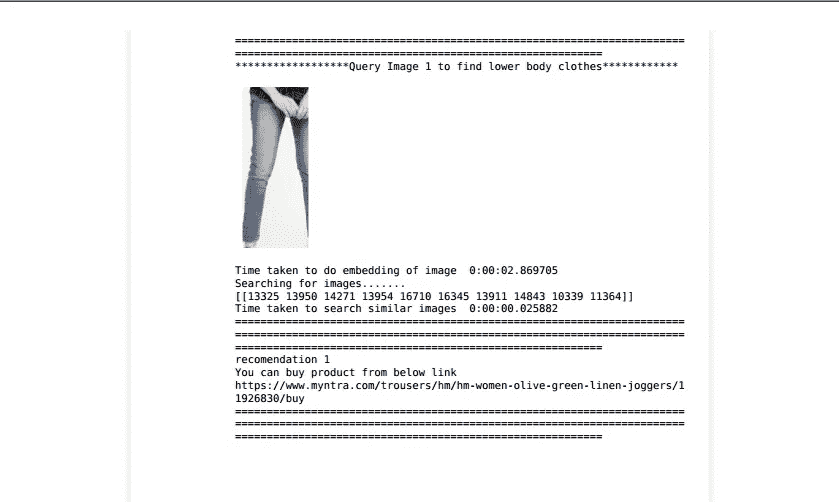 ======================================================================
=========================================================
******************Query Image 1 to find lower body clothes************
Time taken to do embedding of image  0:00:02.869705
Searching for images.......
[[13325 13950 14271 13954 16710 16345 13911 14843 10339 11364]]
Time taken to search similar images  0:00:00.025882
======================================================================
======================================================================
=========================================================
recomendation 1
You can buy product from below link
https://www.myntra.com/trousers/hm/hm-women-olive-green-linen-joggers/1
1926830/buy
======================================================================
======================================================================
=========================================================